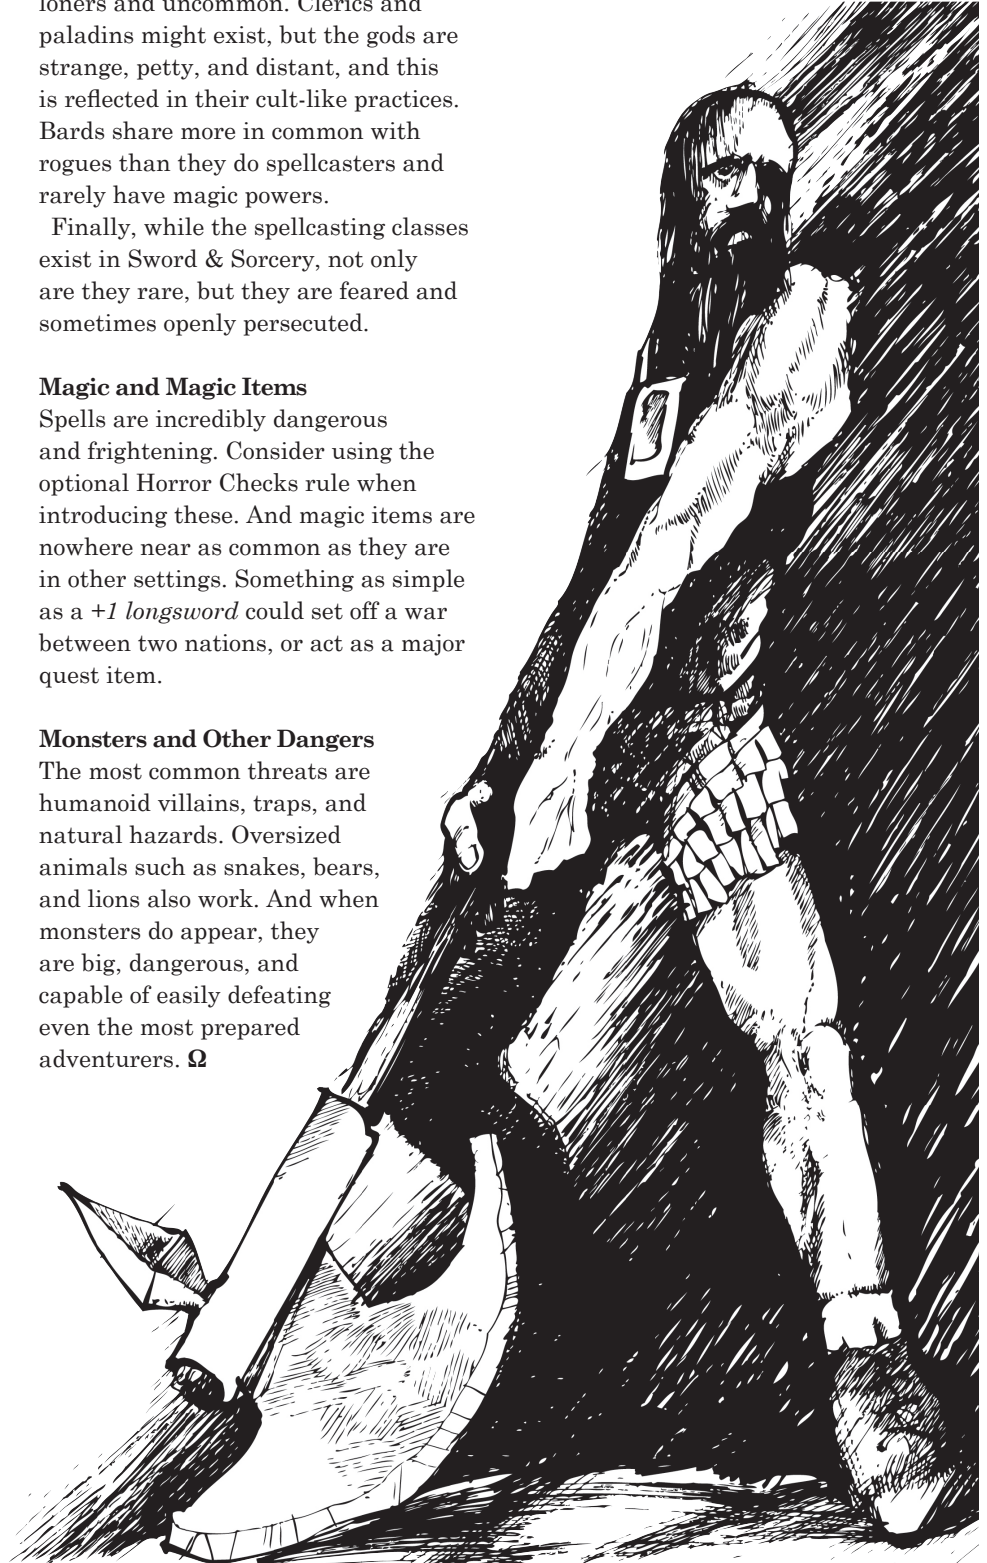 loners and uncommon. Clerics and
paladins might exist, but the gods are
strange, petty, and distant, and this
is reflected in their cult-like practices.
Bards share more in common with
rogues than they do spellcasters and
rarely have magic powers.
Finally, while the spellcasting classes
exist in Sword & Sorcery, not only
are they rare, but they are feared and
sometimes openly persecuted.
Magic and Magic Items
Spells are incredibly dangerous
and frightening. Consider using the
optional Horror Checks rule when
introducing these. And magic items are
nowhere near as common as they are
in other settings. Something as simple
as a +1 longsword could set off a war
between two nations, or act as a major
quest item.
Monsters and Other Dangers
The most common threats are
humanoid villains, traps, and
natural hazards. Oversized
animals such as snakes, bears,
and lions also work. And when
monsters do appear, they
are big, dangerous, and
capable of easily defeating
even the most prepared
adventurers. Ω